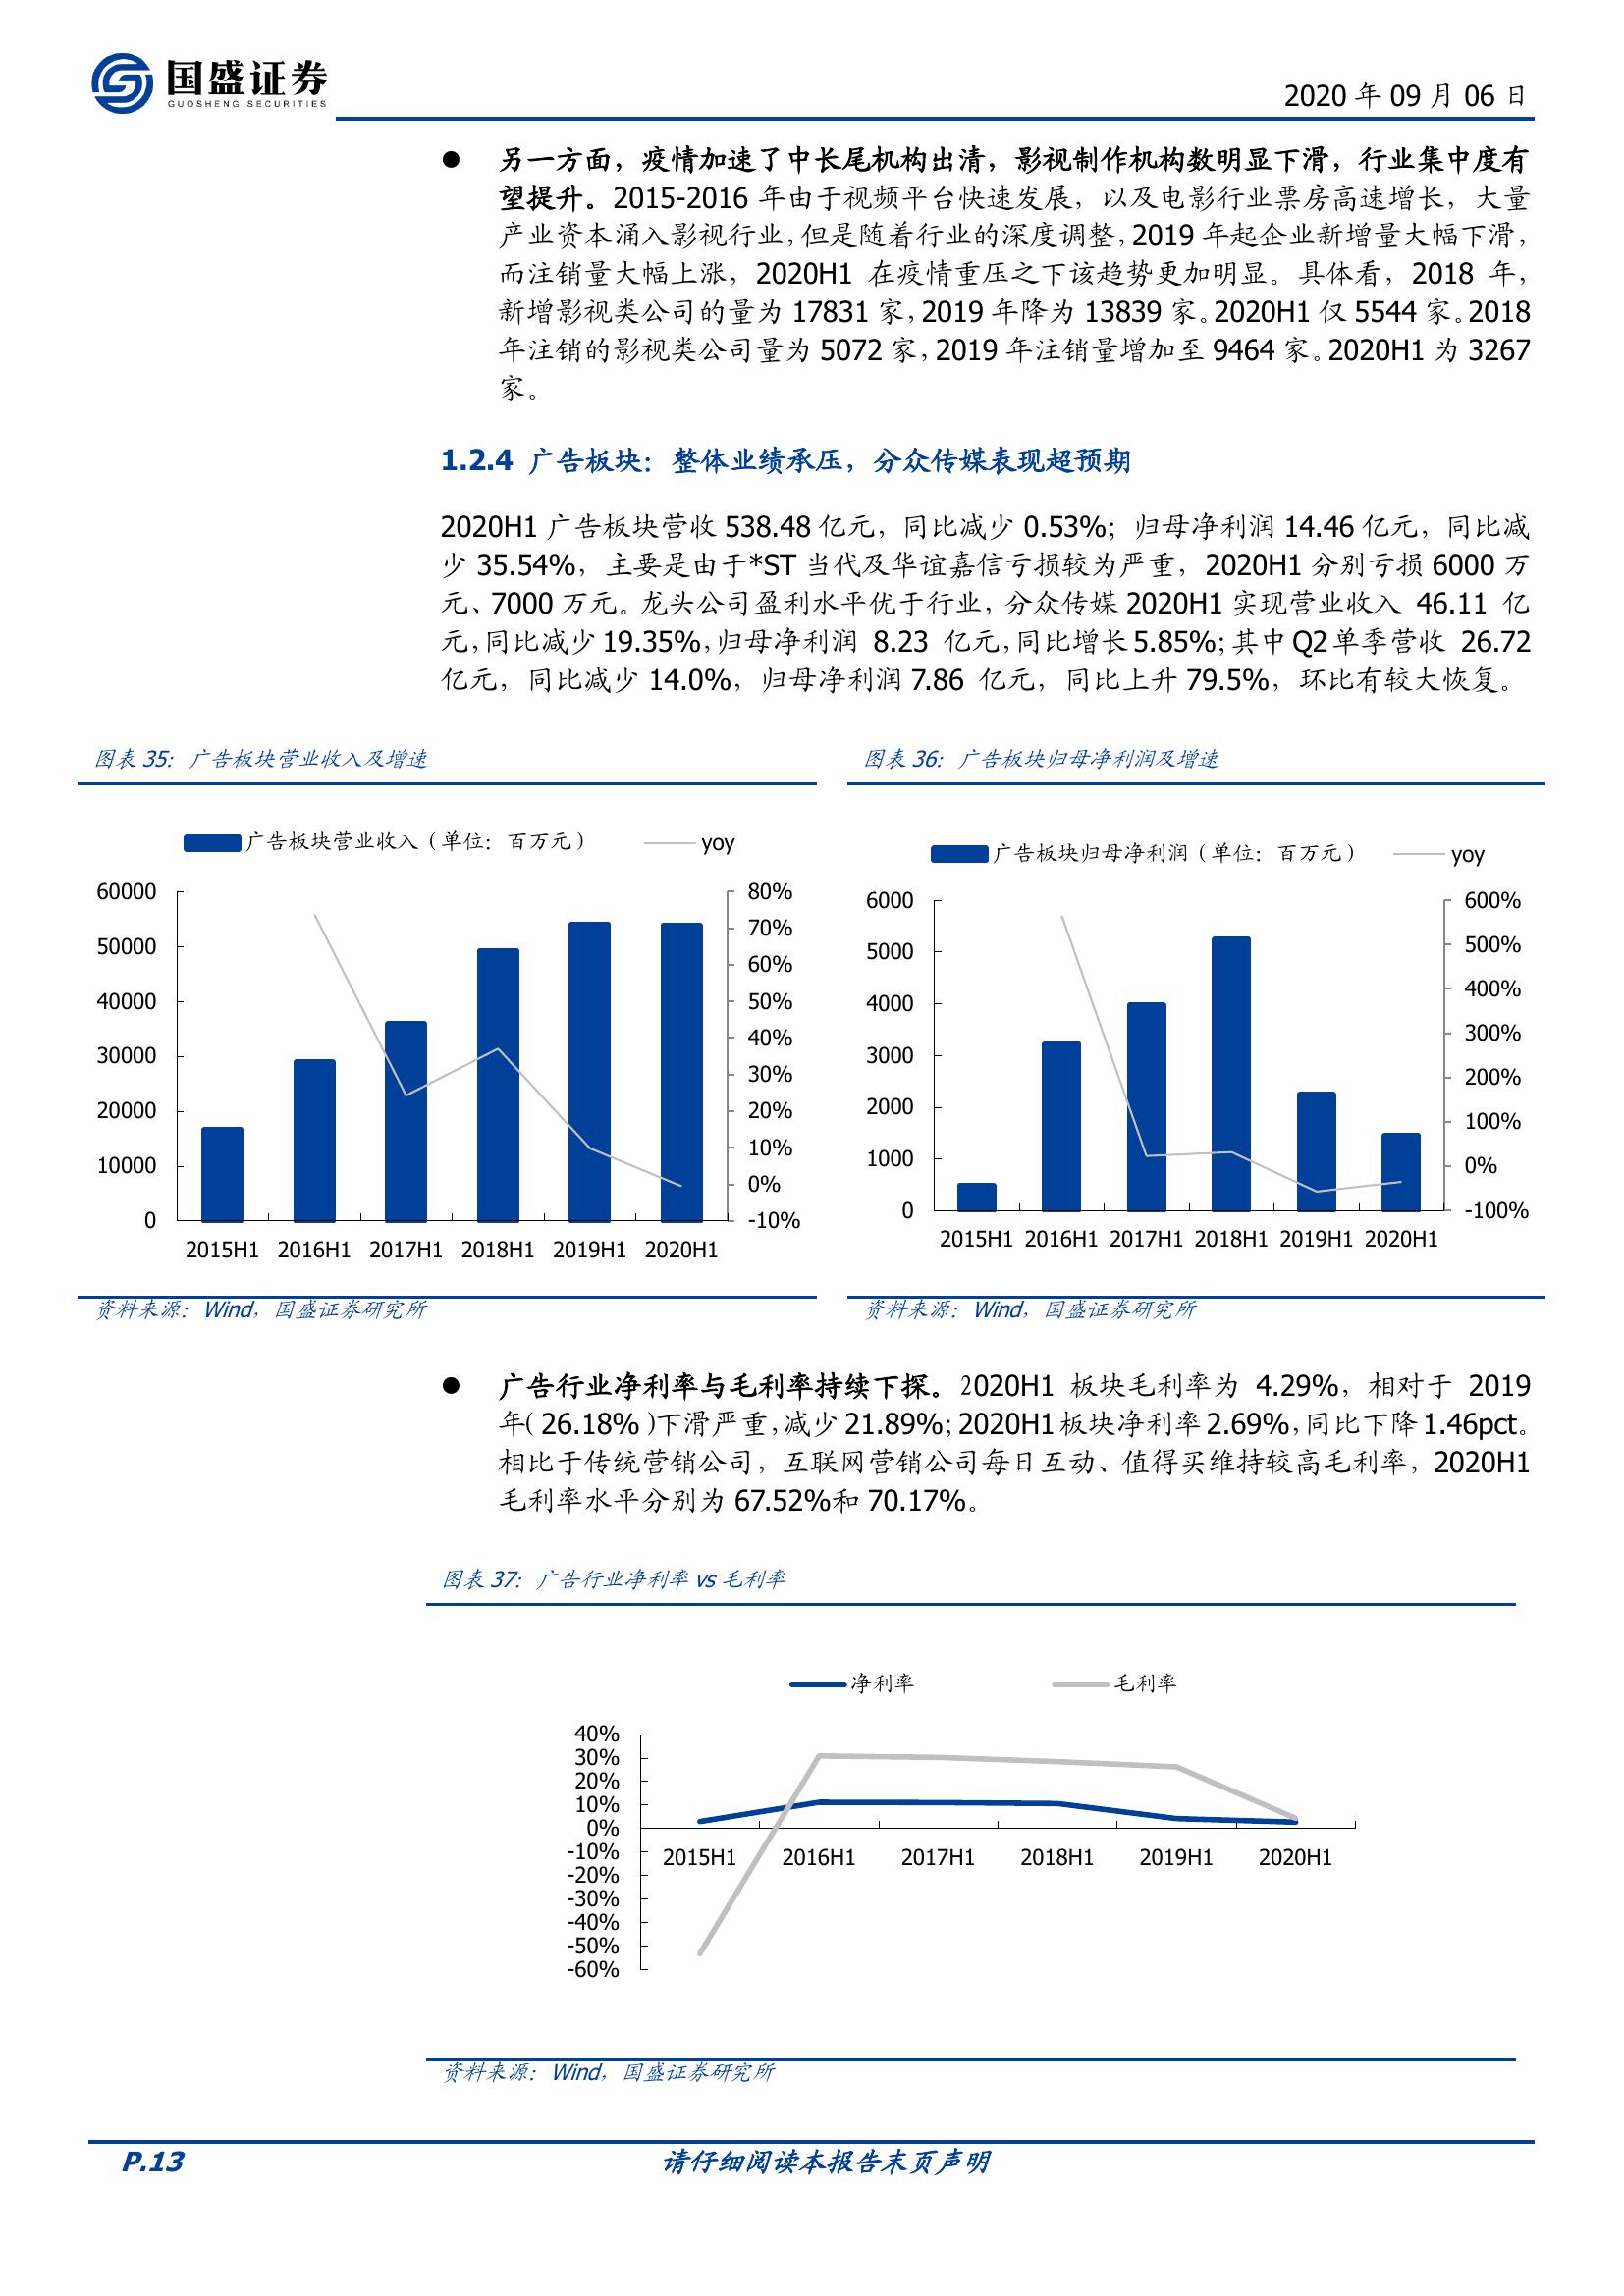 国盛证券
GUOSHENG SECURITIES
2020 年 09 月 06 日
● 另一方面，疫情加速了中长尾机构出清，影视制作机构数明显下滑，行业集中度有
望提升。2015-2016 年由于视频平台快速发展，以及电影行业票房高速增长，大量
产业资本涌入影视行业，但是随着行业的深度调整，2019 年起企业新增量大幅下滑，
而注销量大幅上涨，2020H1 在疫情重压之下该趋势更加明显。具体看，2018 年，
新增影视类公司的量为 17831 家，2019 年降为 13839 家。2020H1 仅 5544 家。2018
年注销的影视类公司量为 5072 家，2019 年注销量增加至 9464 家。2020H1 为 3267
家。
1.2.4 广告板块：整体业绩承压，分众传媒表现超预期
2020H1 广告板块营收 538.48 亿元，同比减少 0.53%；归母净利润 14.46 亿元，同比减
少 35.54%，主要是由于*ST 当代及华谊嘉信亏损较为严重，2020H1 分别亏损 6000 万
元、7000 万元。龙头公司盈利水平优于行业，分众传媒 2020H1 实现营业收入 46.11 亿
元，同比减少 19.35%，归母净利润 8.23 亿元，同比增长 5.85%；其中 Q2 单季营收 26.72
亿元，同比减少 14.0%，归母净利润 7.86 亿元，同比上升 79.5%，环比有较大恢复。
图表 35：广告板块营业收入及增速
广告板块营业收入（单位：百万元）
yoy
60000
50000
40000
30000
20000
10000
0
80%
70%
60%
50%
40%
30%
20%
10%
0%
-10%
2015H1 2016H1 2017H1 2018H1 2019H1 2020H1
资料来源：Wind，国盛证券研究所
图表 36：广告板块归母净利润及增速
广告板块归母净利润（单位：百万元）
yoy
6000
5000
4000
3000
2000
1000
0
600%
500%
400%
300%
200%
100%
0%
-100%
2015H1 2016H1 2017H1 2018H1 2019H1 2020H1
资料来源：Wind，国盛证券研究所
● 广告行业净利率与毛利率持续下探。2020H1 板块毛利率为 4.29%，相对于 2019
年（26.18%）下滑严重，减少 21.89%；2020H1 板块净利率 2.69%，同比下降 1.46pct。
相比于传统营销公司，互联网营销公司每日互动、值得买维持较高毛利率，2020H1
毛利率水平分别为 67.52%和 70.17%。
图表 37：广告行业净利率 vs 毛利率
净利率
毛利率
40%
30%
20%
10%
0%
-10%
-20%
-30%
-40%
-50%
-60%
2015H1 2016H1 2017H1 2018H1 2019H1 2020H1
资料来源：Wind，国盛证券研究所
P.13
请仔细阅读本报告末页声明